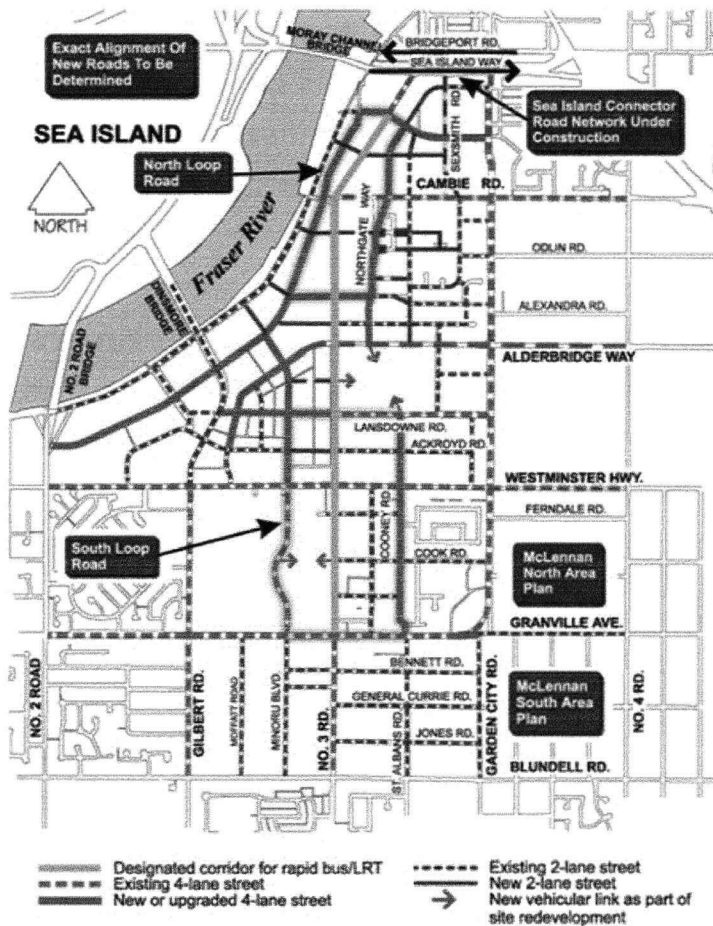 MORAY CHANNEL
BRIDGE
BRIDGEPORT RD.
SEA ISLAND WAY
Exact Alignment Of
New Roads To Be
Determined
Sea Island Connector
Road Network Under
Construction
SEA ISLAND
North Loop
Road
SEXSMITH RD.
CAMBIE RD.
NORTH
NORTHGATE WAY
Fraser River
ODLIN RD.
DINSMORE
BRIDGE
ALEXANDRA RD.
NO. 2 ROAD
BRIDGE
ALDERBRIDGE WAY
LANSDOWNE RD.
ACKROYD RD.
WESTMINSTER HWY.
FERNDALE RD.
COONEY RD.
South Loop
Road
COOK RD.
McLennan
North Area
Plan
GRANVILLE AVE.
BENNETT RD.
NO. 2 ROAD
GILBERT RD.
MOFFATT ROAD
MINORU BLVD.
NO. 3 RD.
GENERAL CURRIE RD.
ST. ALBANS RD.
JONES RD.
GARDEN CITY RD.
McLennan
South Area
Plan
NO. 4 RD.
BLUNDELL RD.
Designated corridor for rapid bus/LRT
Existing 4-lane street
New or upgraded 4-lane street
Existing 2-lane street
New 2-lane street
New vehicular link as part of
site redevelopment